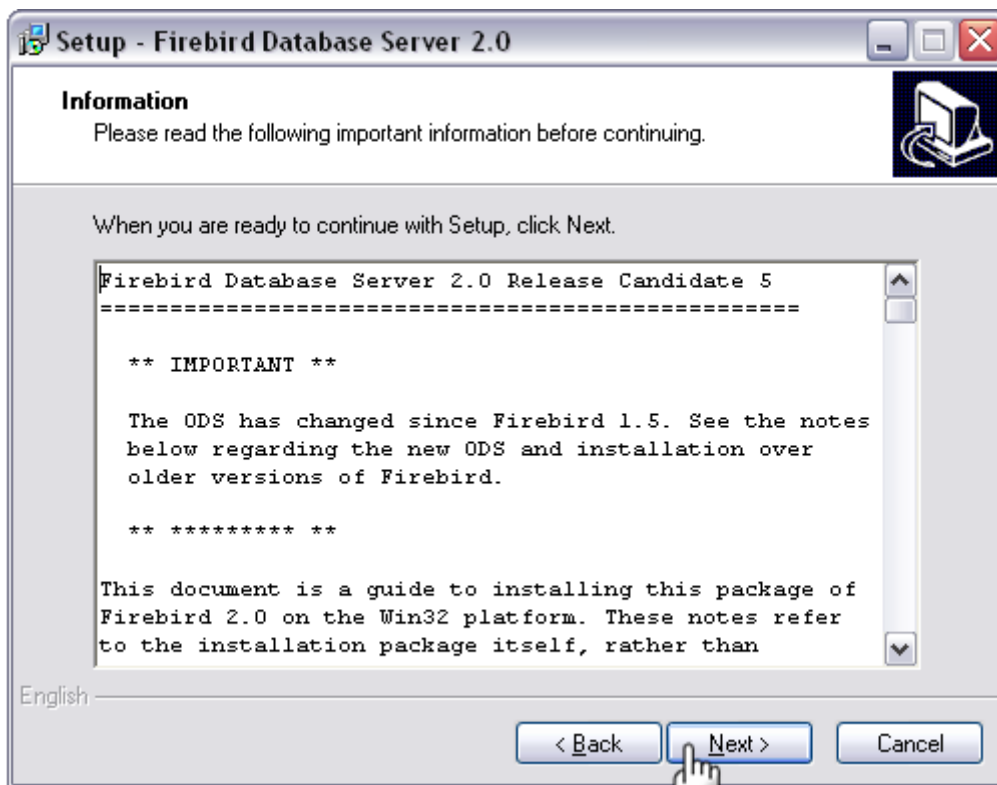 Setup - Firebird Database Server 2.0
Information
Please read the following important information before continuing.
When you are ready to continue with Setup, click Next.
Firebird Database Server 2.0 Release Candidate 5
==================================================
** IMPORTANT **
The ODS has changed since Firebird 1.5. See the notes
below regarding the new ODS and installation over
older versions of Firebird.
** ********* **
This document is a guide to installing this package of
Firebird 2.0 on the Win32 platform. These notes refer
to the installation package itself, rather than
English
< Back Next > Cancel